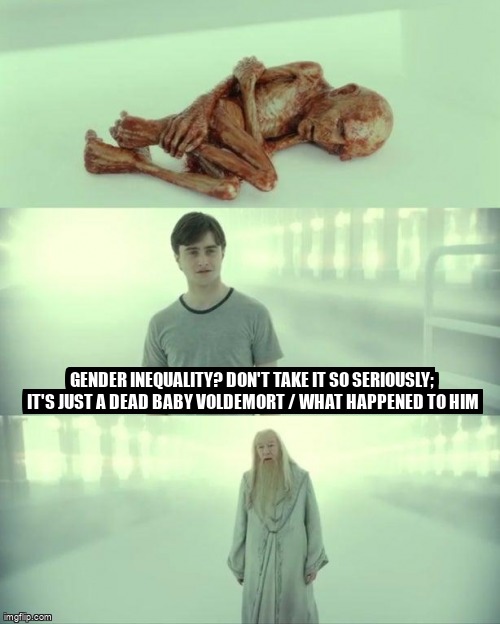 GENDER INEQUALITY? DON'T TAKE IT SO SERIOUSLY;
IT'S JUST A DEAD BABY VOLDEMORT / WHAT HAPPENED TO HIM
imgflip.com